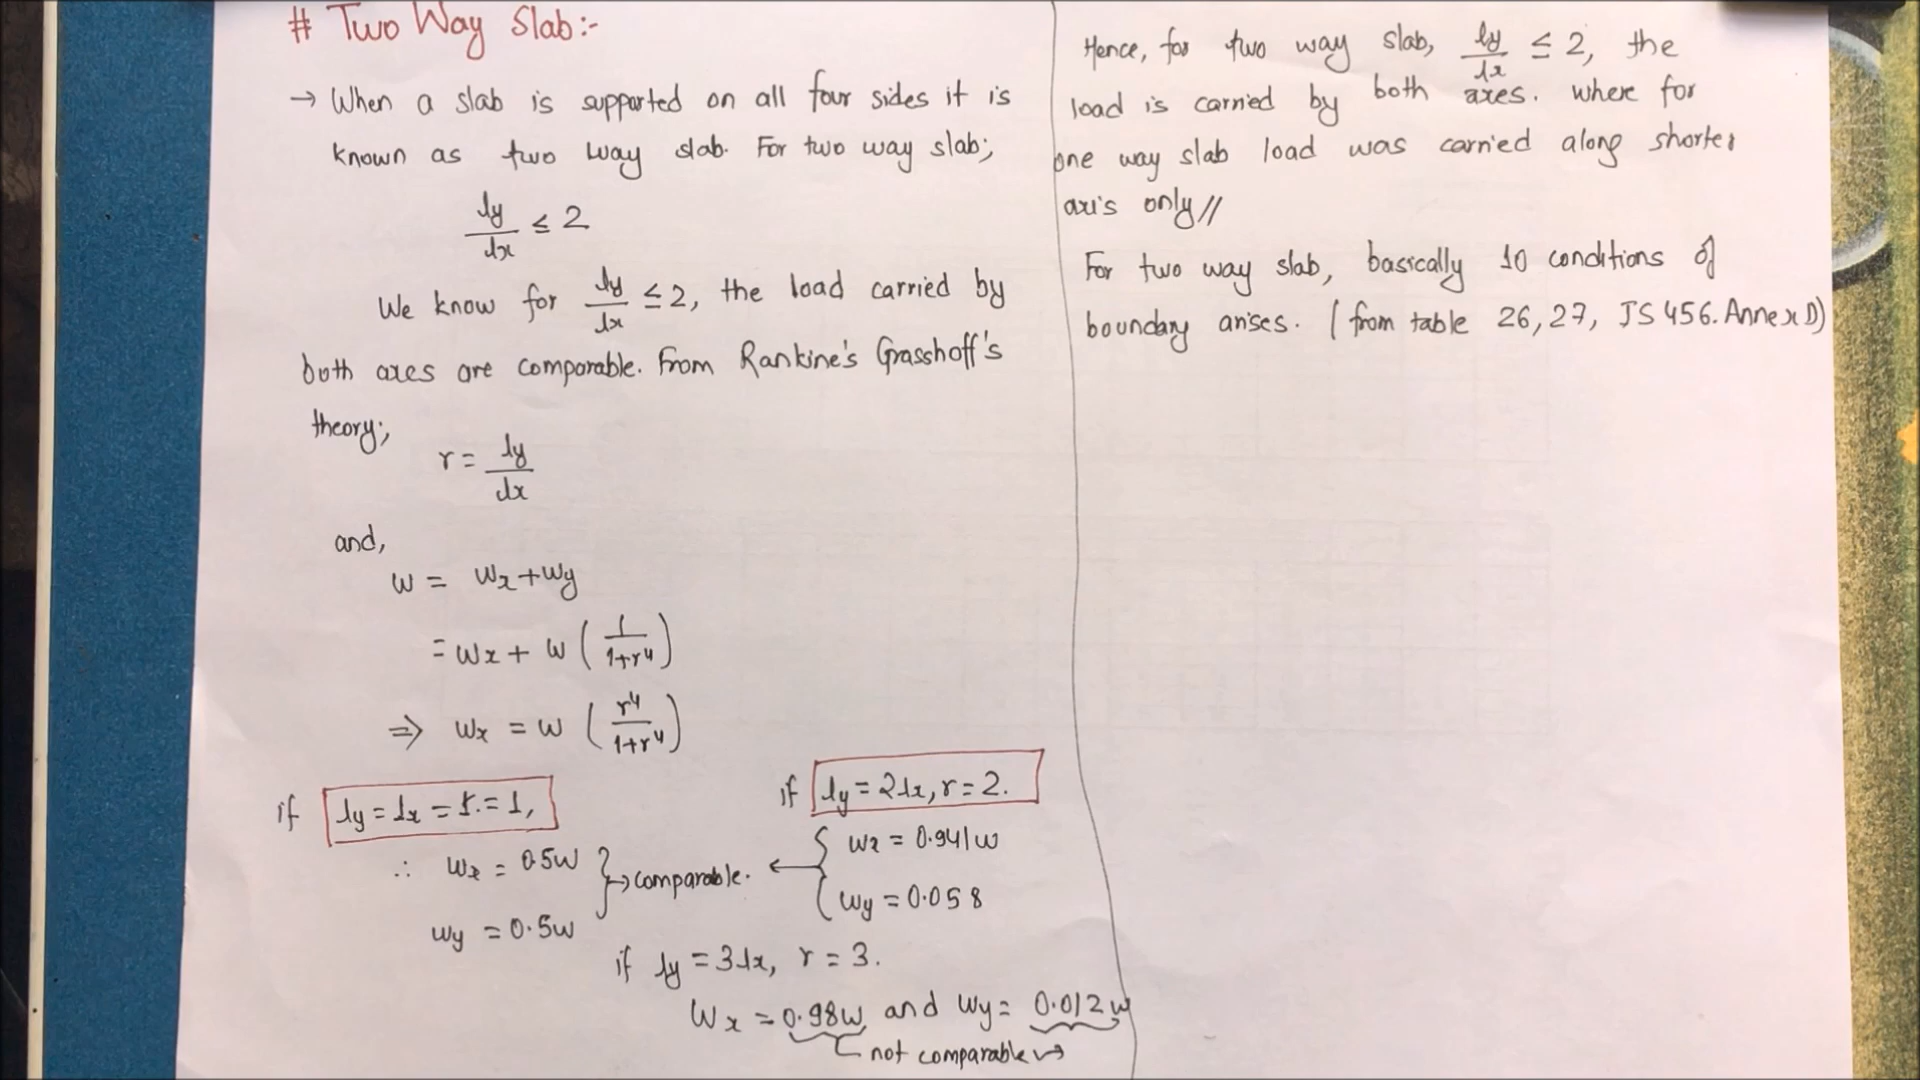 # Two Way Slab:-
→ When a slab is supported on all four sides it is
known as two way slab. For two way slab;
ly/lx ≤ 2
We know for ly/lx ≤ 2, the load carried by
both axes are comparable. From Rankine's Grasshoff's
theory;
r = ly/lx
and,
w = wx + wy
= wx + w (1/(1+r⁴))
⇒ wx = w (r⁴/(1+r⁴))
if ly = lx = r. = 1,
∴ wx = 0.5w
wy = 0.5w
} → comparable.
if ly = 2lx, r = 2.
← { wx = 0.941w
wy = 0.058
if ly = 3lx, r = 3.
Wx = 0.98w and wy = 0.012w
not comparable →
Hence, for two way slab, ly/lx ≤ 2, the
load is carried by both axes. where for
one way slab load was carried along shorter
axis only//
For two way slab, basically 10 conditions of
boundary arises. (from table 26,27, IS 456. Annex D)